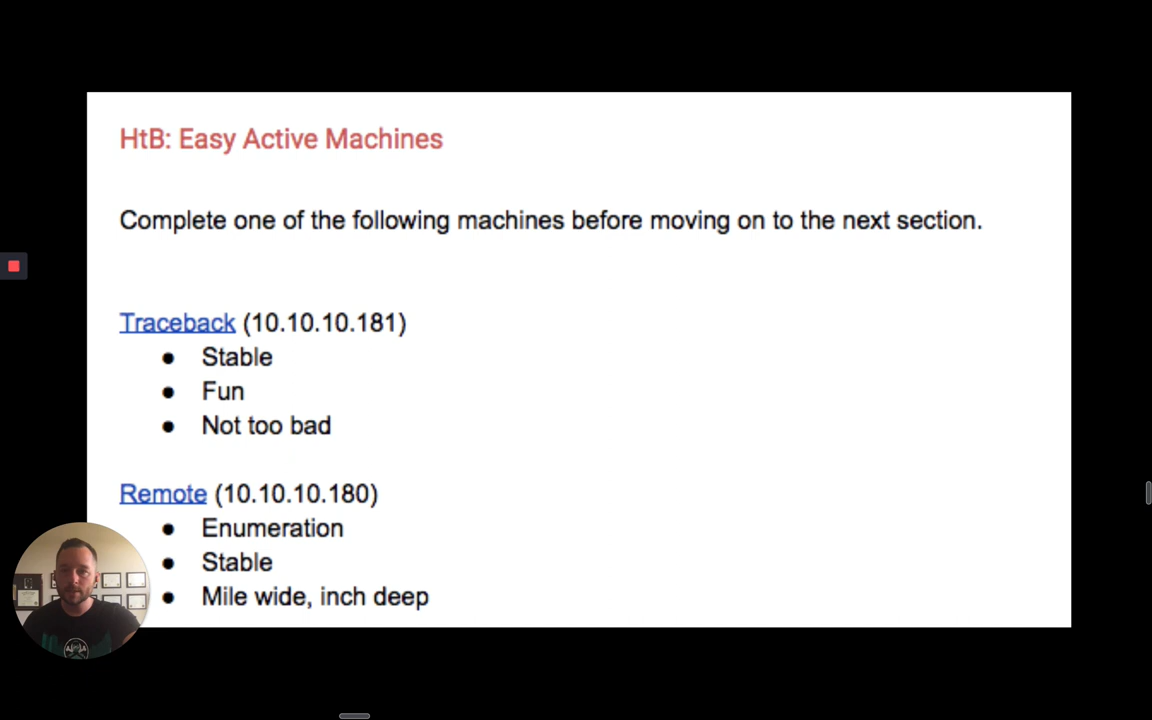 HtB: Easy Active Machines
Complete one of the following machines before moving on to the next section.
Traceback (10.10.10.181)
● Stable
● Fun
● Not too bad
Remote (10.10.10.180)
● Enumeration
● Stable
● Mile wide, inch deep